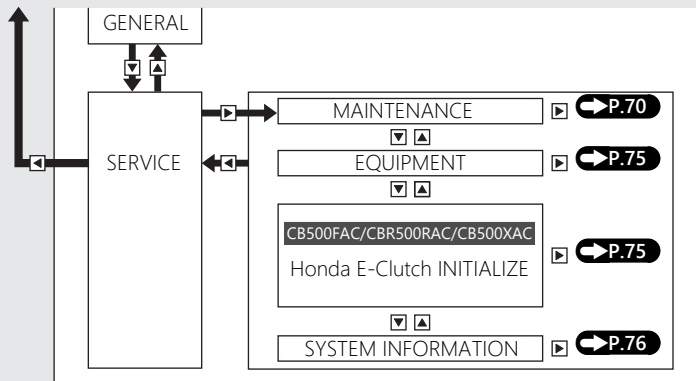 GENERAL
SERVICE
MAINTENANCE P.70
EQUIPMENT P.75
CB500FAC/CBR500RAC/CB500XAC
Honda E-Clutch INITIALIZE P.75
SYSTEM INFORMATION P.76